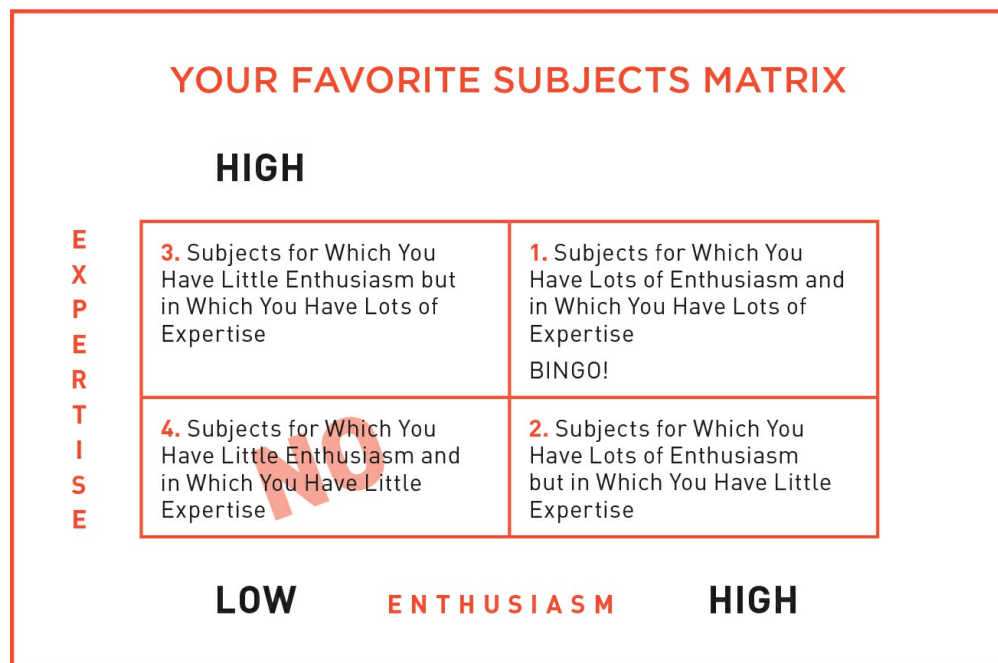 YOUR FAVORITE SUBJECTS MATRIX
HIGH
EXPERTISE
3. Subjects for Which You
Have Little Enthusiasm but
in Which You Have Lots of
Expertise
1. Subjects for Which You
Have Lots of Enthusiasm and
in Which You Have Lots of
Expertise
BINGO!
4. Subjects for Which You
Have Little Enthusiasm and
in Which You Have Little
Expertise
NO
2. Subjects for Which You
Have Lots of Enthusiasm
but in Which You Have Little
Expertise
LOW ENTHUSIASM HIGH